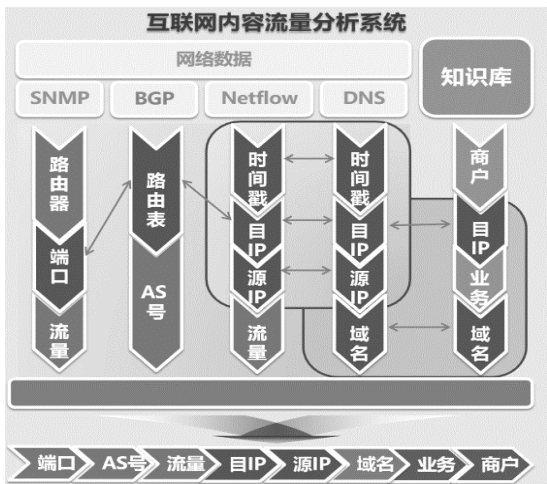 互联网内容流量分析系统
网络数据
知识库
SNMP
BGP
Netflow
DNS
路由器
端口
流量
路由表
AS号
时间戳
目IP
源IP
流量
时间戳
目IP
源IP
域名
商户
目IP
业务
域名
端口 AS号 流量 目IP 源IP 域名 业务 商户